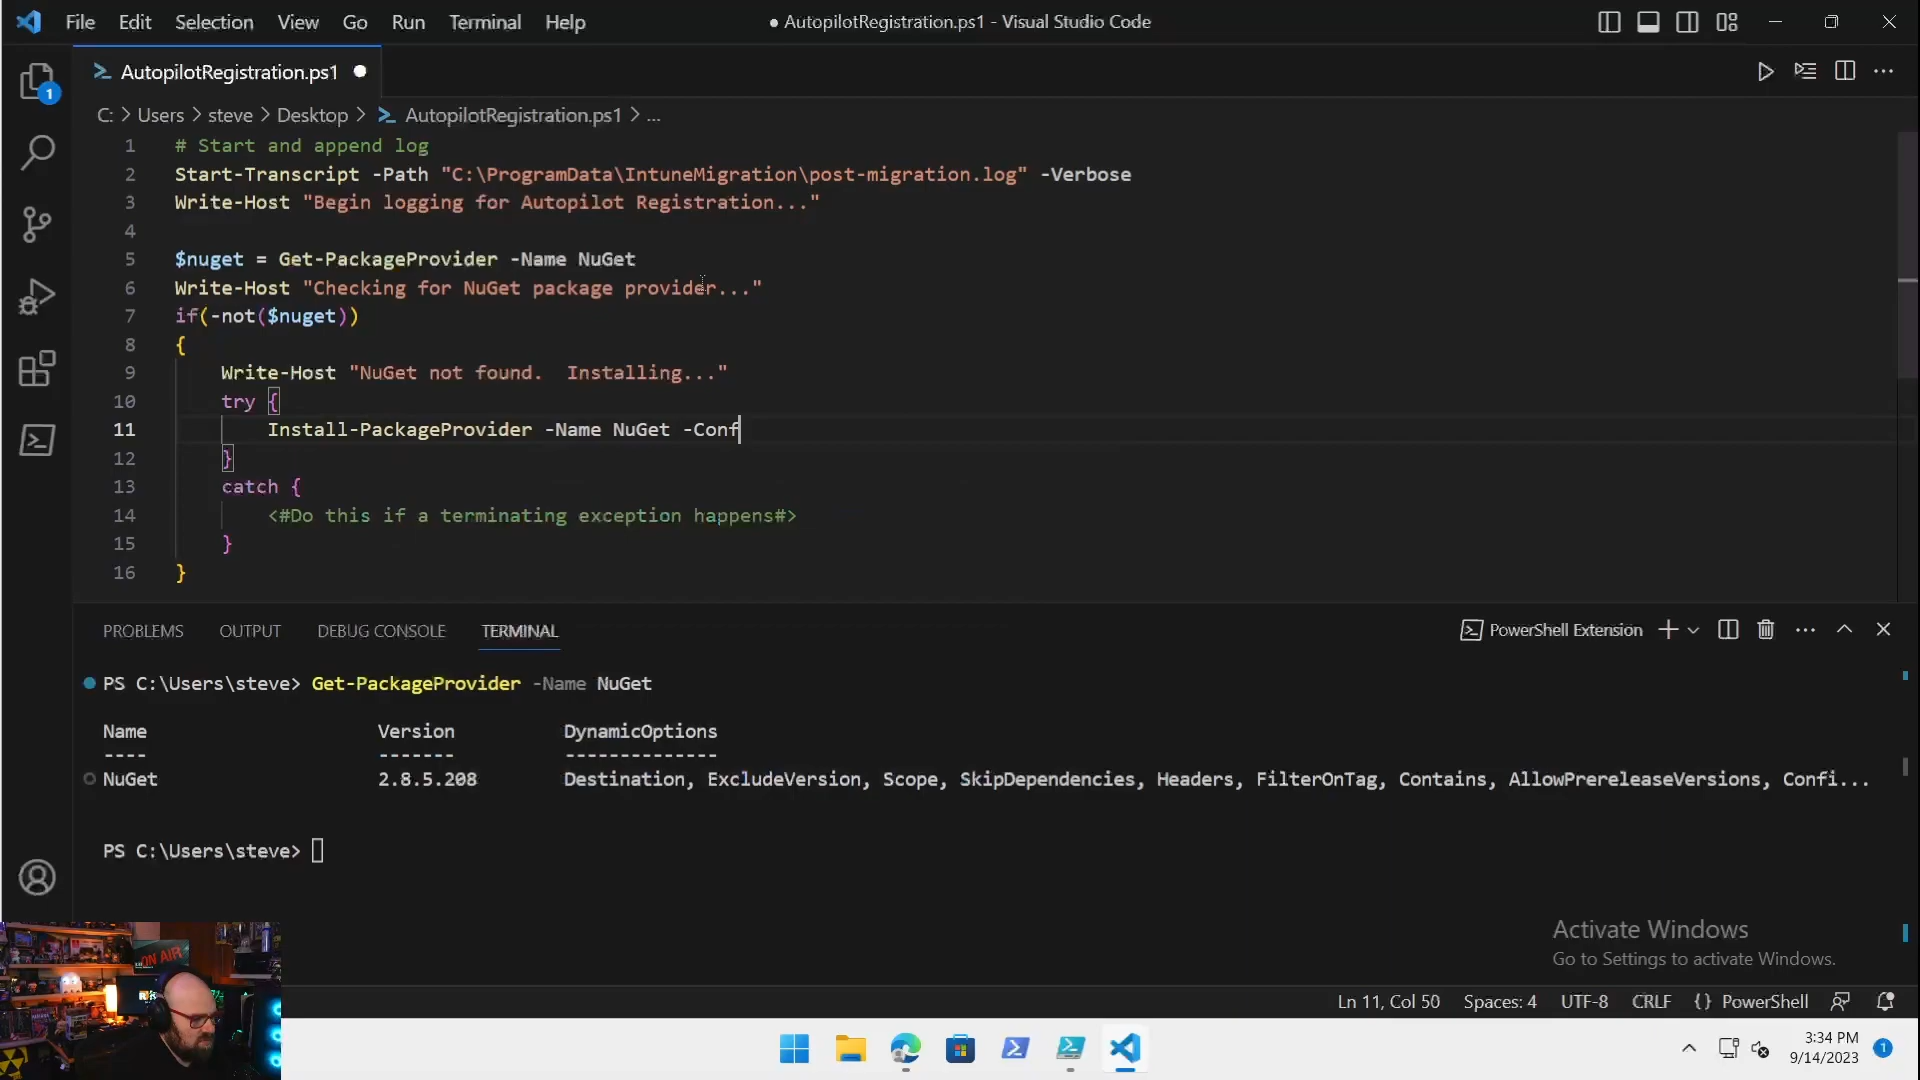 File Edit Selection View Go Run Terminal Help
● AutopilotRegistration.ps1 - Visual Studio Code
AutopilotRegistration.ps1 ●
1
C: > Users > steve > Desktop > AutopilotRegistration.ps1 > ...
1 # Start and append log
2 Start-Transcript -Path "C:\ProgramData\IntuneMigration\post-migration.log" -Verbose
3 Write-Host "Begin logging for Autopilot Registration..."
4
5 $nuget = Get-PackageProvider -Name NuGet
6 Write-Host "Checking for NuGet package provider..."
7 if(-not($nuget))
8 {
9 Write-Host "NuGet not found.  Installing..."
10 try {
11 Install-PackageProvider -Name NuGet -Conf
12 }
13 catch {
14 <#Do this if a terminating exception happens#>
15 }
16 }
PROBLEMS OUTPUT DEBUG CONSOLE TERMINAL PowerShell Extension
PS C:\Users\steve> Get-PackageProvider -Name NuGet
Name Version DynamicOptions
---- ------- --------------
NuGet 2.8.5.208 Destination, ExcludeVersion, Scope, SkipDependencies, Headers, FilterOnTag, Contains, AllowPrereleaseVersions, Confi...
PS C:\Users\steve>
Activate Windows
Go to Settings to activate Windows.
ON AIR
Ln 11, Col 50 Spaces: 4 UTF-8 CRLF {} PowerShell
3:34 PM
9/14/2023
1